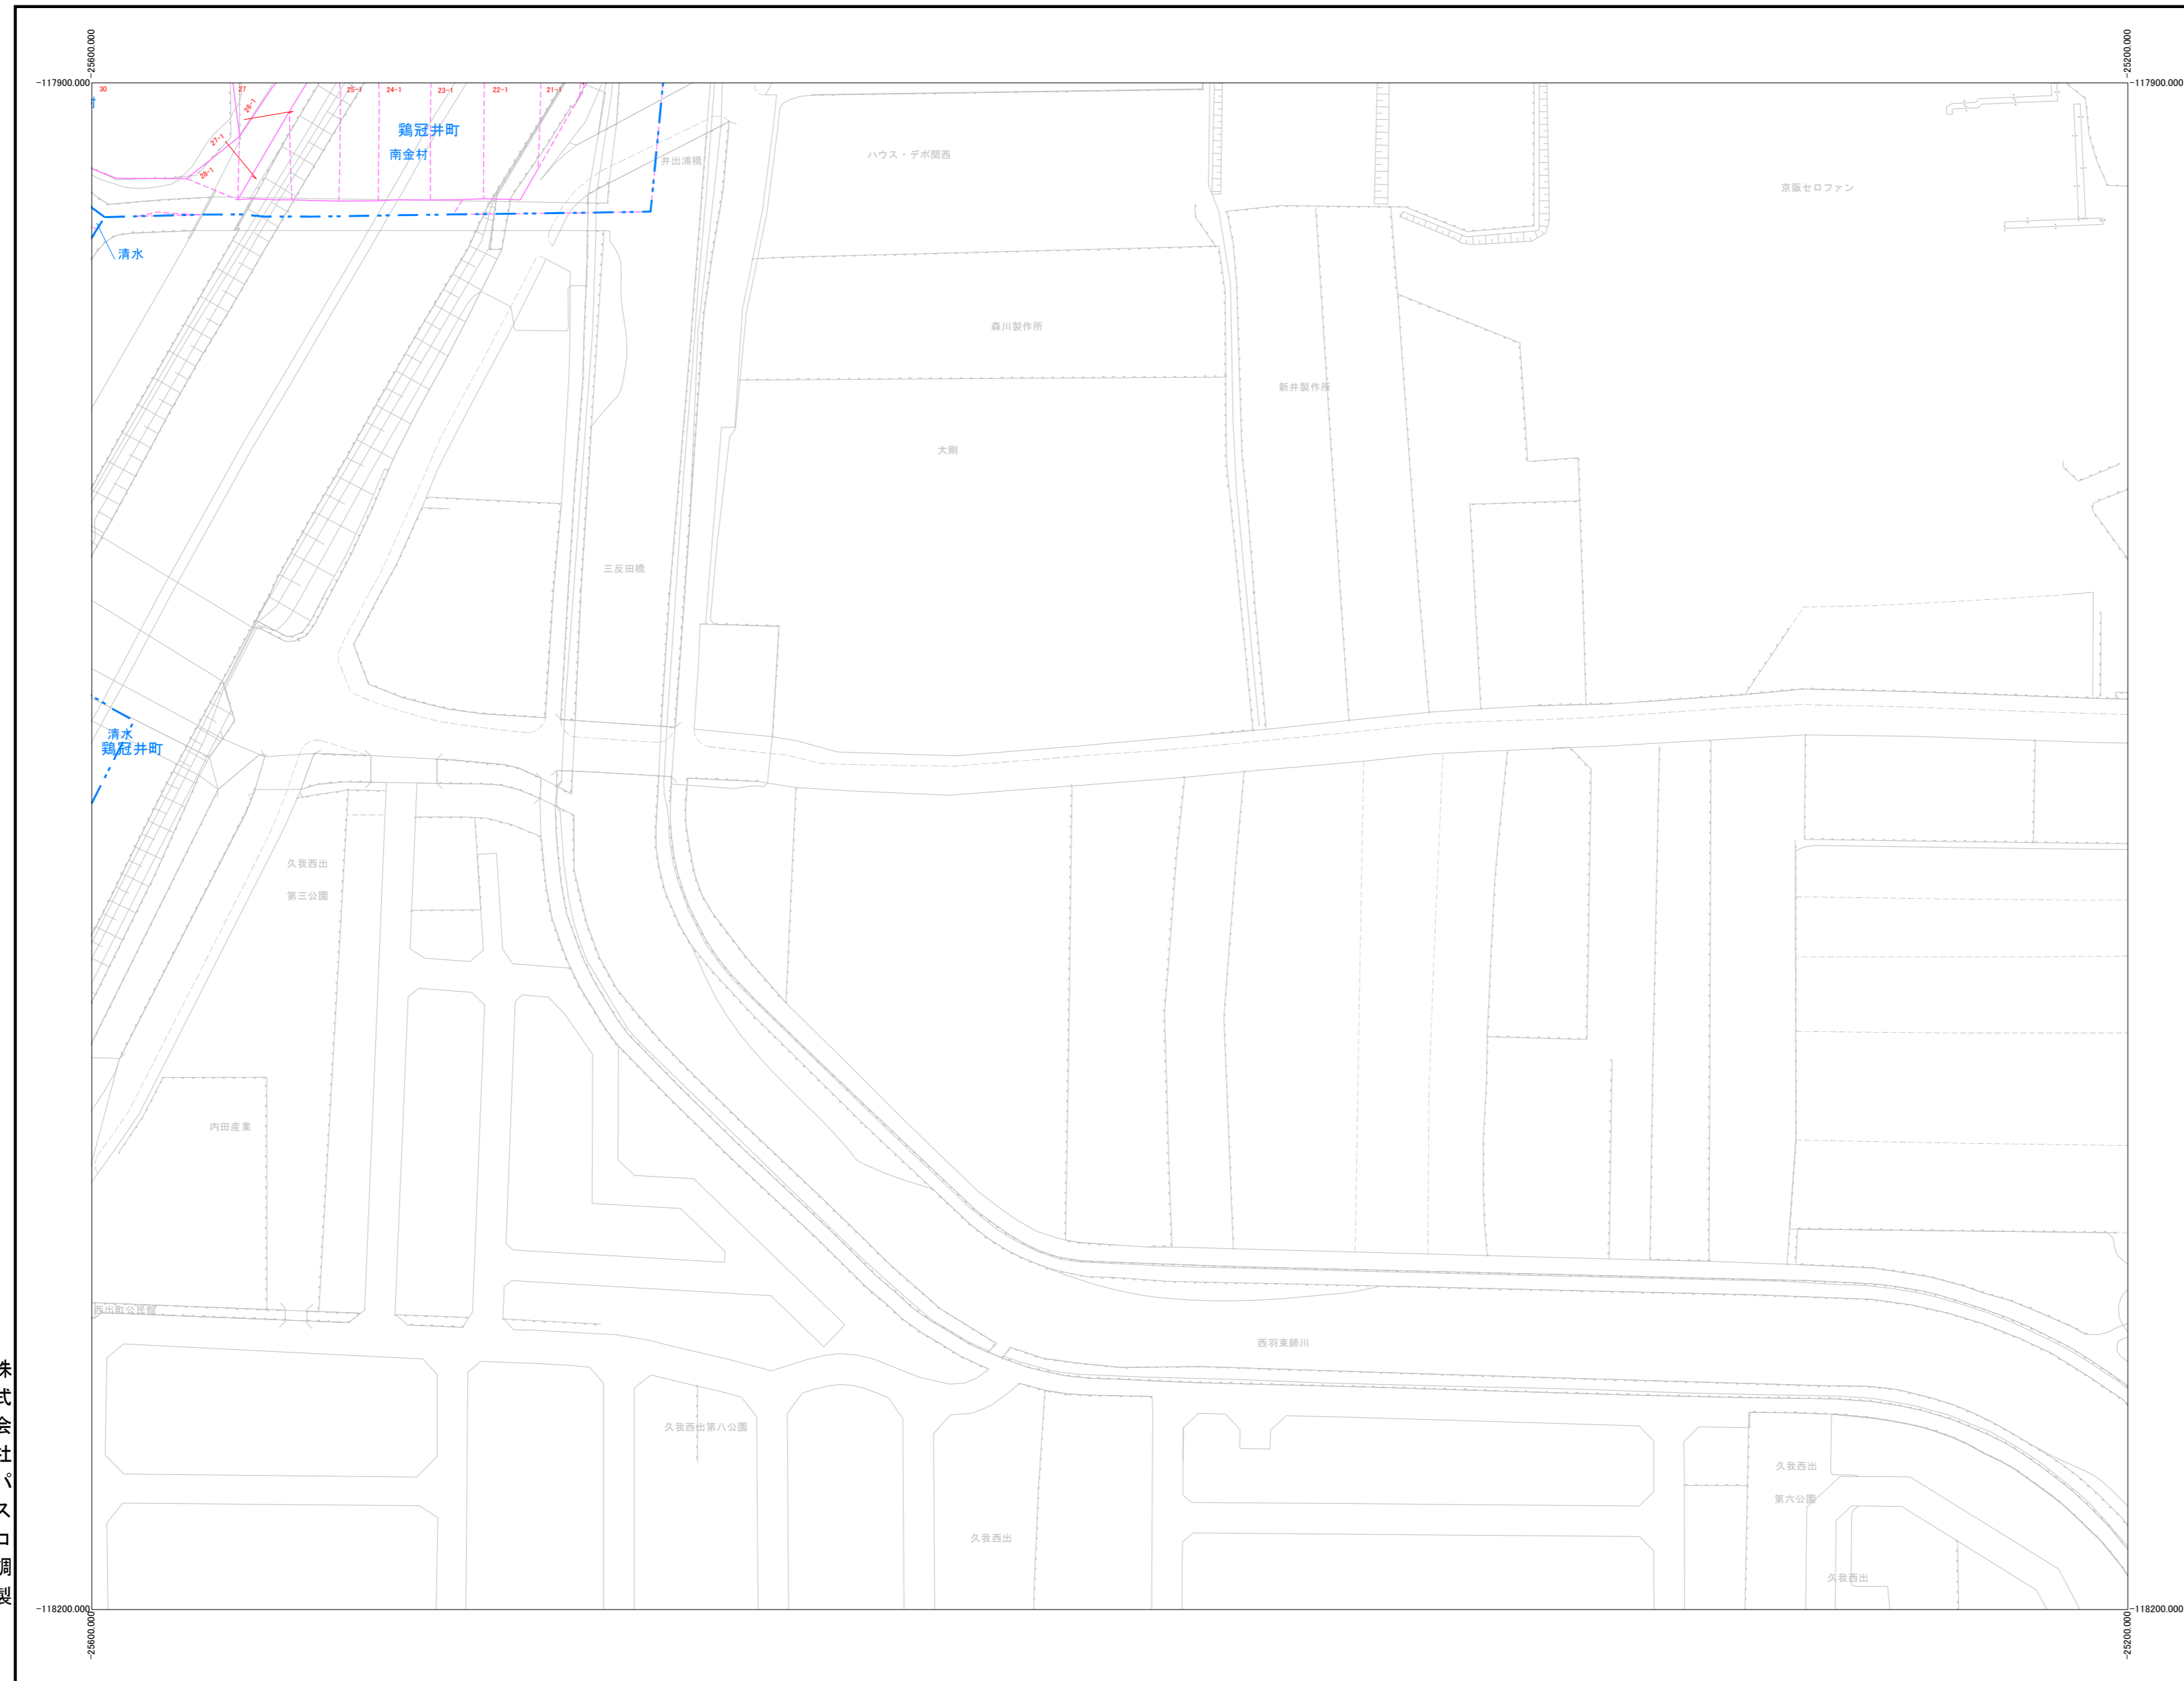 -25600.000
-25200.000
-117900.000
-117900.000
30
27
26-1
25-1
24-1
23-1
22-1
21-1
27-1
28-1
鶏冠井町
南金村
清水
井出浦橋
ハウス・デポ関西
京阪セロファン
森川製作所
新井製作所
大剛
三反田橋
清水
鶏冠井町
久我西出
第三公園
内田産業
西出町公民館
西羽束師川
久我西出第八公園
久我西出
久我西出
第六公園
久我西出
株式会社パスコ調製
-118200.000
-118200.000
-25600.000
-25200.000